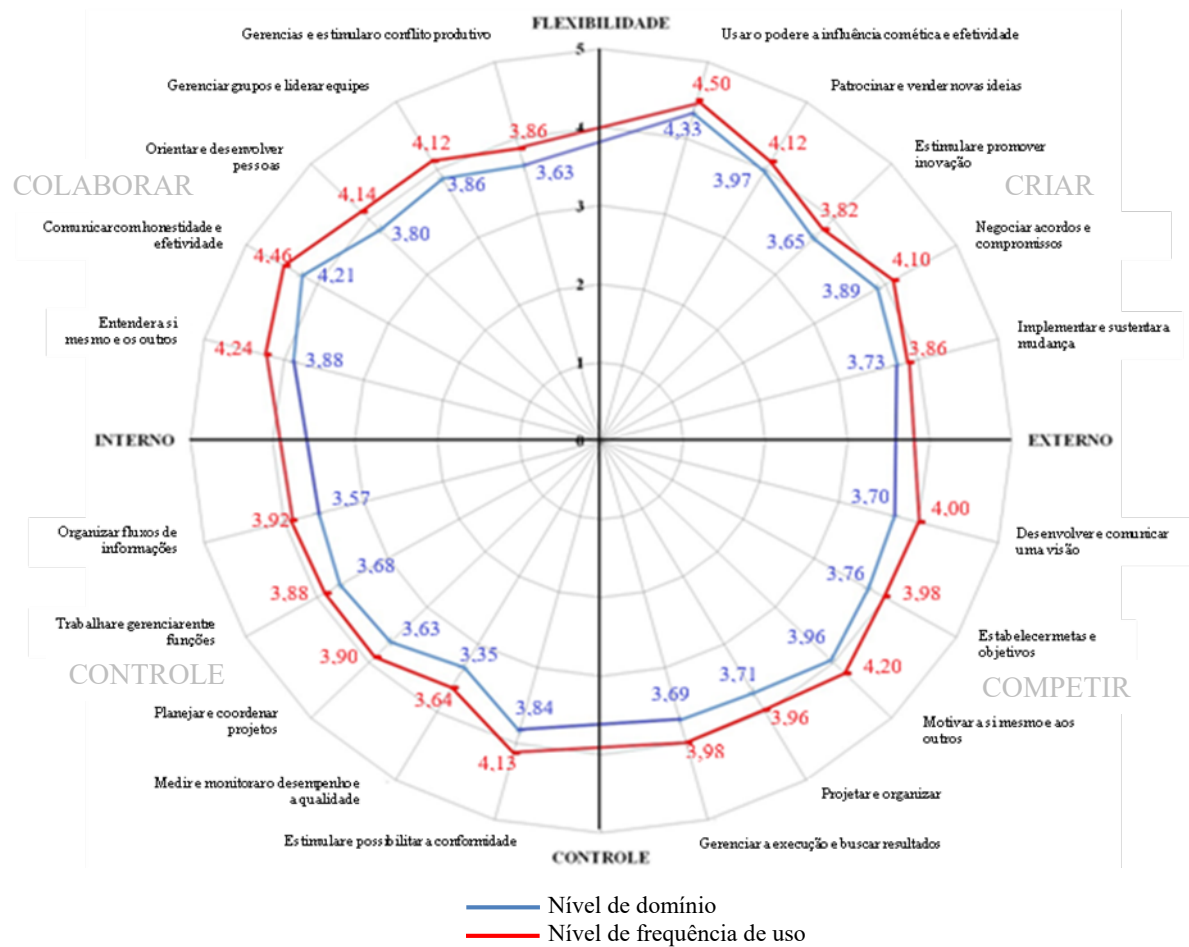 FLEXIBILIDADE
Gerencias e estimular o conflito produtivo
Usar o poder e a influência com ética e efetividade
5
4,50
Gerenciar grupos e liderar equipes
Patrocinar e vender novas ideias
4,12
3,86
4
4,33
4,12
Orientar e desenvolver
pessoas
Estimular e promover
inovação
3,86
3,63
3,97
COLABORAR
CRIAR
4,14
3,80
3
3,65
3,82
Comunicar com honestidade e
efetividade
Negociar acordos e
compromissos
4,46
4,21
4,10
2
3,89
Entender a si
mesmo e os outros
Implementar e sustentar a
mudança
4,24
3,88
1
3,73
3,86
INTERNO
0
EXTERNO
3,57
3,70
4,00
3,92
Organizar fluxos de
informações
Desenvolver e comunicar
uma visão
3,68
3,76
3,88
3,98
Trabalhar e gerenciar entre
funções
Estabelecer metas e
objetivos
3,63
3,96
3,90
3,35
3,71
4,20
CONTROLE
COMPETIR
3,64
3,84
3,69
3,96
Planejar e coordenar
projetos
Motivar a si mesmo e aos
outros
4,13
3,98
Medir e monitorar o desempenho e
a qualidade
Projetar e organizar
Estimular e possibilitar a conformidade
Gerenciar a execução e buscar resultados
CONTROLE
Nível de domínio
Nível de frequência de uso